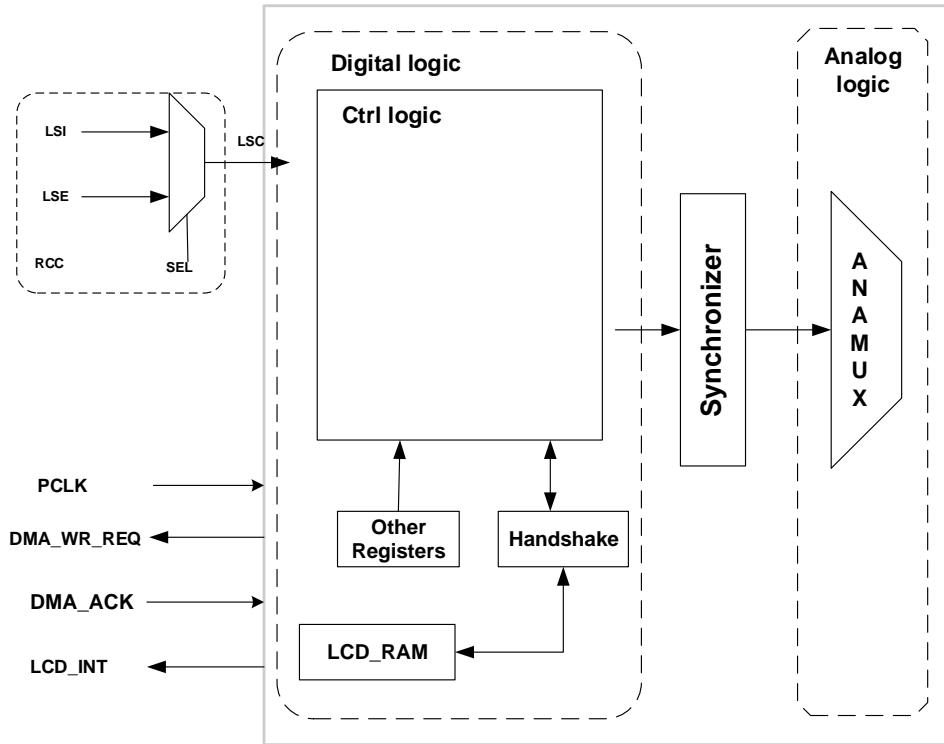 Digital logic
Analog
logic
Ctrl logic
LSI
LSC
LSE
RCC
SEL
Synchronizer
A
N
A
M
U
X
PCLK
DMA_WR_REQ
Other
Registers
Handshake
DMA_ACK
LCD_RAM
LCD_INT